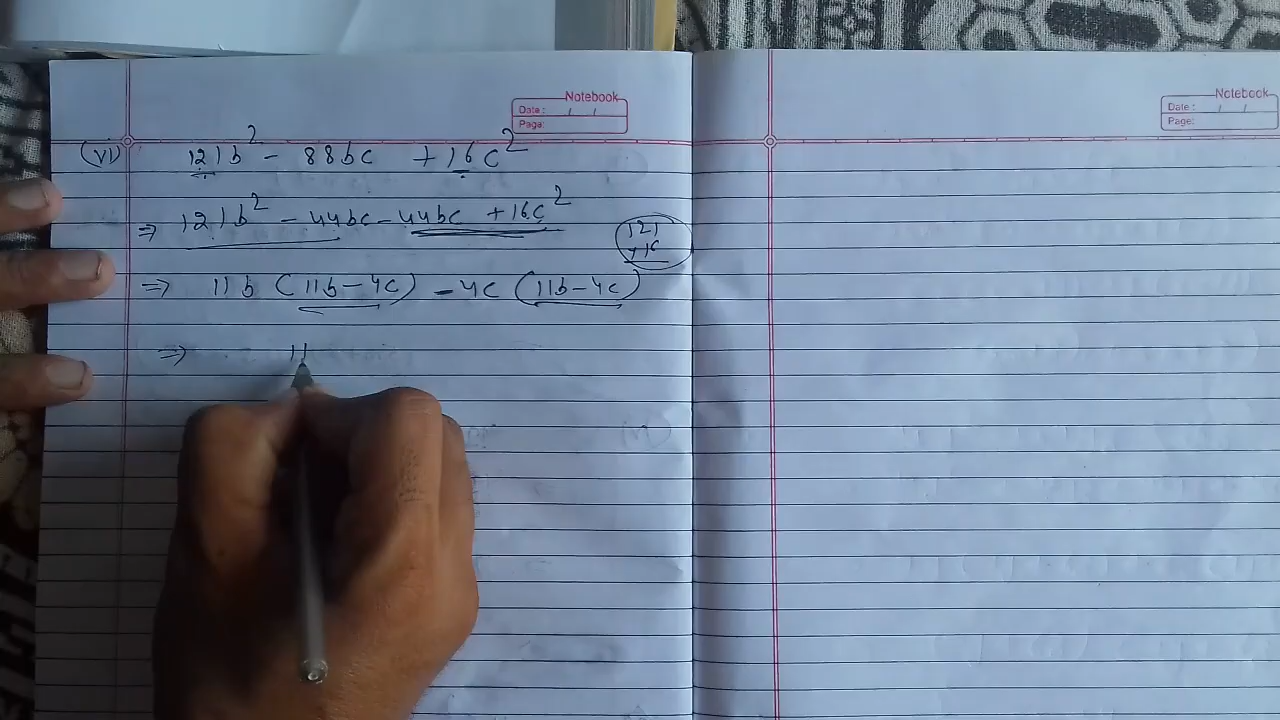 Notebook
Date: / /
Page:
Notebook
Date: / /
Page:
(VI) 121b² - 88bc + 16c²
⇒ 121b² - 44bc - 44bc + 16c²
121
+16
⇒ 11b (11b - 4c) - 4c (11b - 4c)
⇒ 11